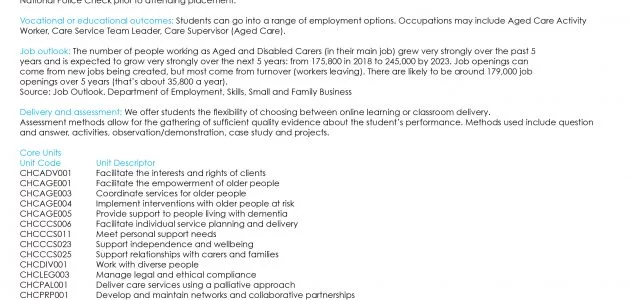 National Police Check prior to attending placement.
Vocational or educational outcomes: Students can go into a range of employment options. Occupations may include Aged Care Activity
Worker, Care Service Team Leader, Care Supervisor (Aged Care).
Job outlook: The number of people working as Aged and Disabled Carers (in their main job) grew very strongly over the past 5
years and is expected to grow very strongly over the next 5 years: from 175,800 in 2018 to 245,000 by 2023. Job openings can
come from new jobs being created, but most come from turnover (workers leaving). There are likely to be around 179,000 job
openings over 5 years (that's about 35,800 a year).
Source: Job Outlook, Department of Employment, Skills, Small and Family Business
Delivery and assessment: We offer students the flexibility of choosing between online learning or classroom delivery.
Assessment methods allow for the gathering of sufficient quality evidence about the student's performance. Methods used include question
and answer, activities, observation/demonstration, case study and projects.
Core Units
Unit Code Unit Descriptor
CHCADV001 Facilitate the interests and rights of clients
CHCAGE001 Facilitate the empowerment of older people
CHCAGE003 Coordinate services for older people
CHCAGE004 Implement interventions with older people at risk
CHCAGE005 Provide support to people living with dementia
CHCCCS006 Facilitate individual service planning and delivery
CHCCCS011 Meet personal support needs
CHCCCS023 Support independence and wellbeing
CHCCCS025 Support relationships with carers and families
CHCDIV001 Work with diverse people
CHCLEG003 Manage legal and ethical compliance
CHCPAL001 Deliver care services using a palliative approach
CHCPRP001 Develop and maintain networks and collaborative partnerships